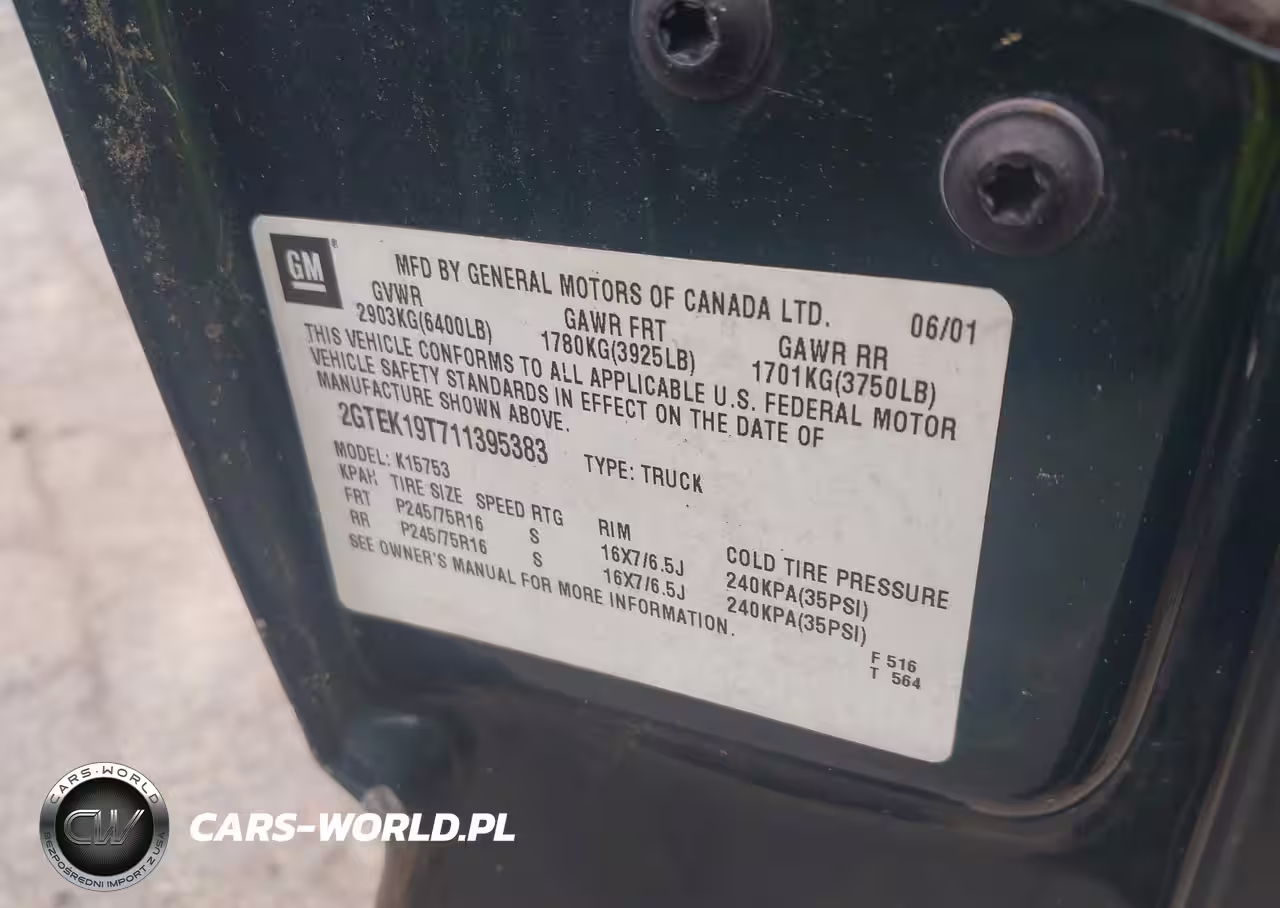 GM®
MFD BY GENERAL MOTORS OF CANADA LTD. 06/01
GVWR GAWR FRT GAWR RR
2903KG(6400LB) 1780KG(3925LB) 1701KG(3750LB)
THIS VEHICLE CONFORMS TO ALL APPLICABLE U.S. FEDERAL MOTOR
VEHICLE SAFETY STANDARDS IN EFFECT ON THE DATE OF
MANUFACTURE SHOWN ABOVE.
2GTEK19T711395383 TYPE: TRUCK
MODEL: K15753
KPAH TIRE SIZE SPEED RTG RIM COLD TIRE PRESSURE
FRT P245/75R16 S 16X7/6.5J 240KPA(35PSI)
RR P245/75R16 S 16X7/6.5J 240KPA(35PSI)
SEE OWNER'S MANUAL FOR MORE INFORMATION.
F 516
T 564
CARS-WORLD
CW
BEZPOŚREDNI IMPORT Z USA
CARS-WORLD.PL